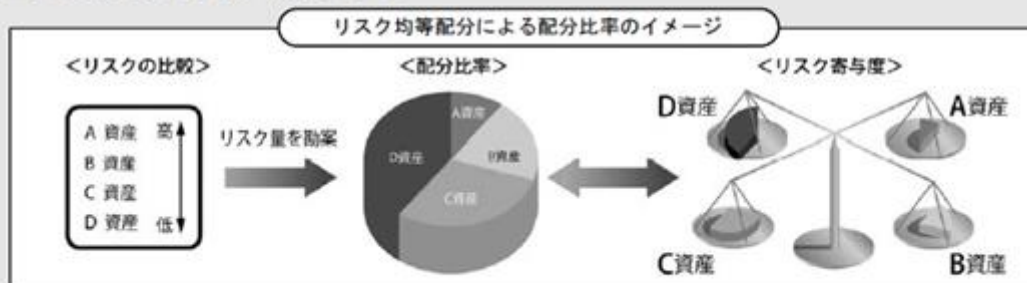 リスク均等配分による配分比率のイメージ
＜リスクの比較＞
A 資産 高
B 資産
C 資産
D 資産 低
リスク量を勘案
＜配分比率＞
A資産
B資産
C資産
D資産
＜リスク寄与度＞
D資産
A資産
C資産
B資産